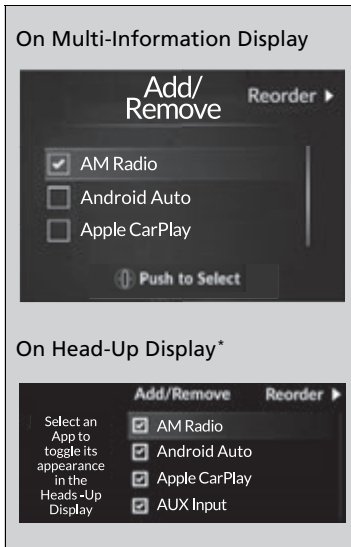 On Multi-Information Display
Add/
Remove
Reorder ▶
AM Radio
Android Auto
Apple CarPlay
Push to Select
On Head-Up Display*
Add/Remove
Reorder ▶
Select an
App to
toggle its
appearance
in the
Heads-Up
Display
AM Radio
Android Auto
Apple CarPlay
AUX Input